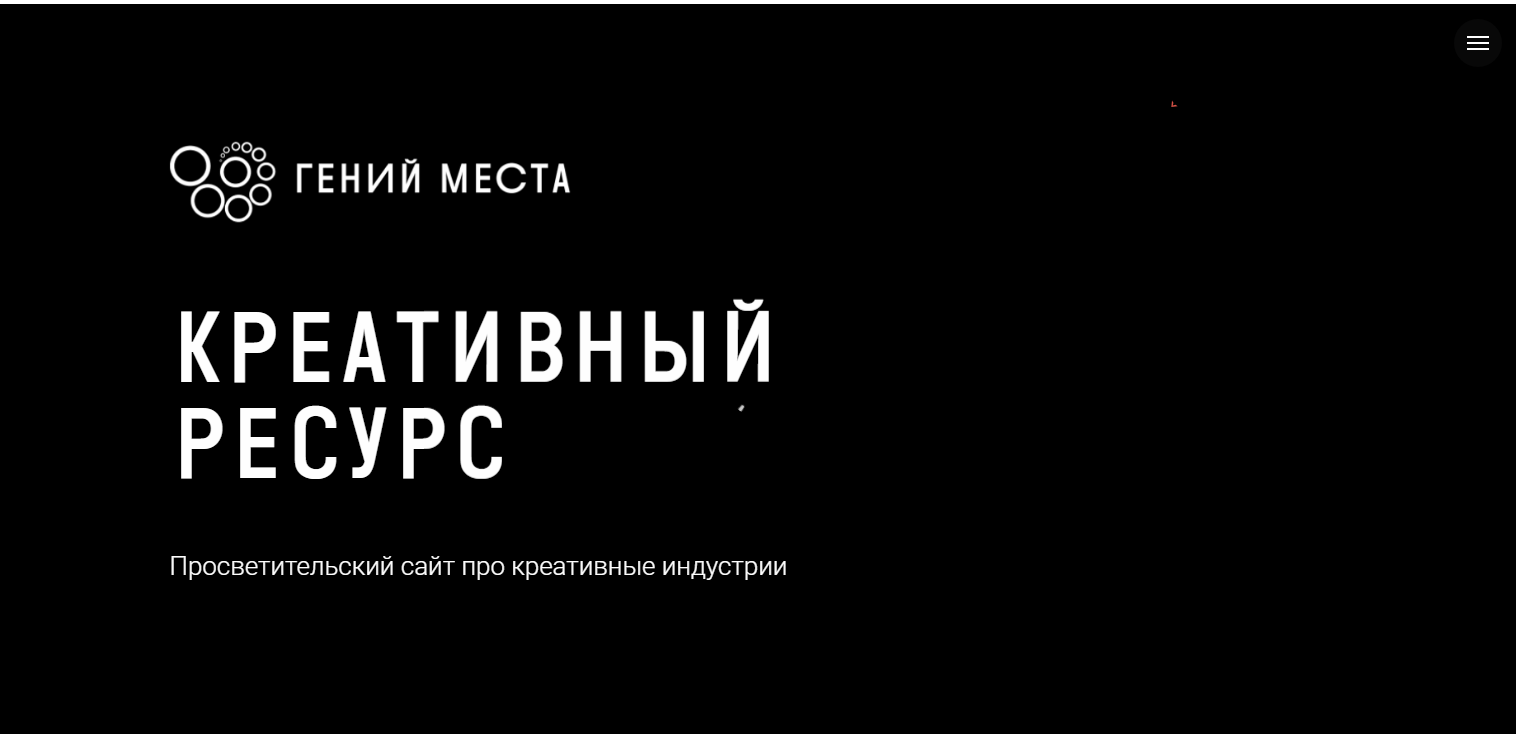 ГЕНИЙ МЕСТА
КРЕАТИВНЫЙ
РЕСУРС
Просветительский сайт про креативные индустрии